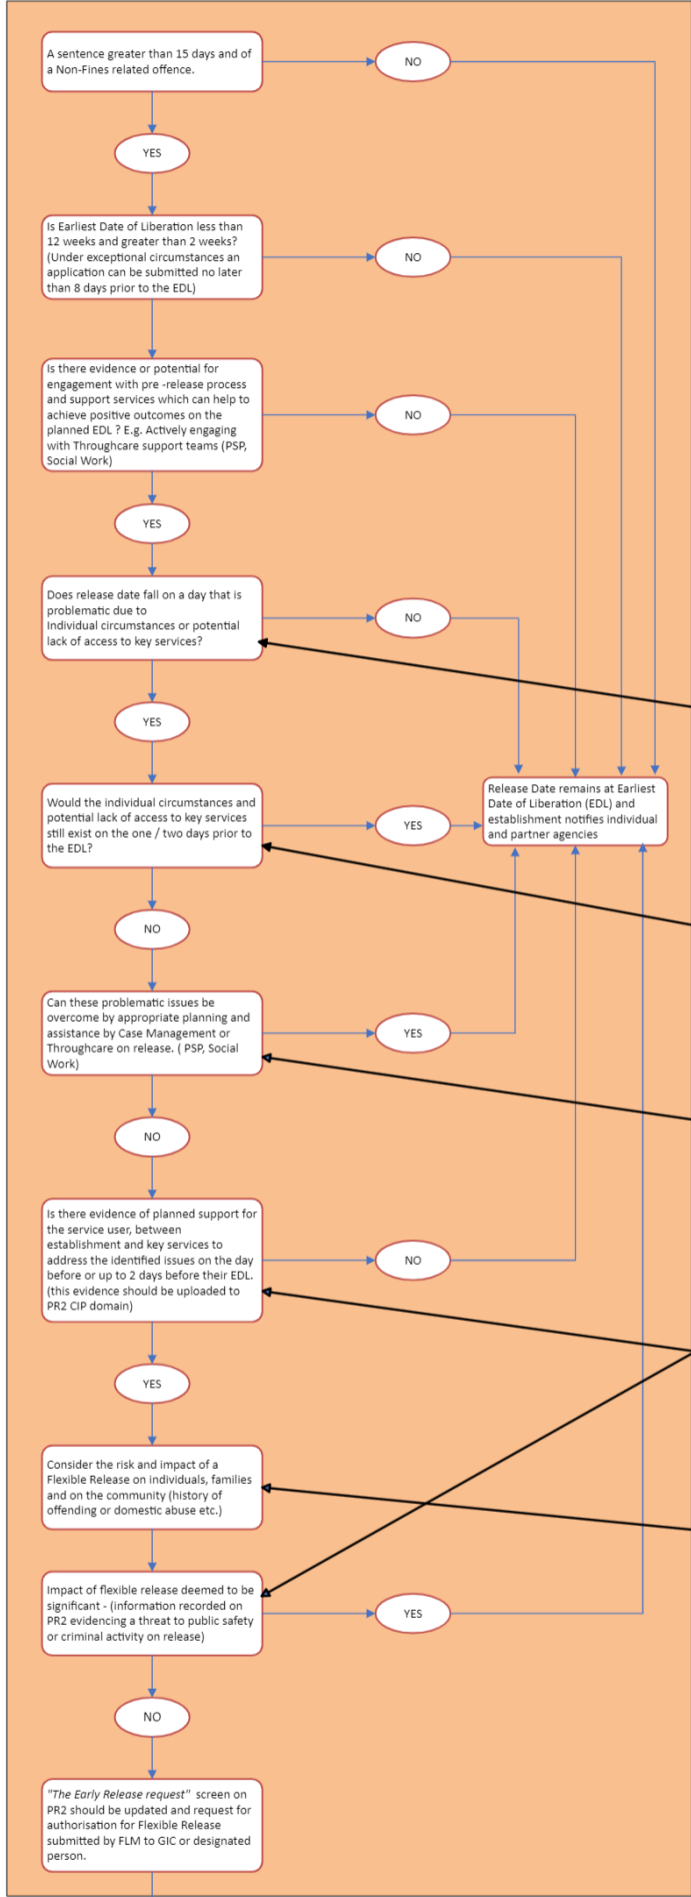 A sentence greater than 15 days and of
a Non-Fines related offence.
NO
YES
Is Earliest Date of Liberation less than
12 weeks and greater than 2 weeks?
(Under exceptional circumstances an
application can be submitted no later
than 8 days prior to the EDL)
NO
Is there evidence or potential for
engagement with pre -release process
and support services which can help to
achieve positive outcomes on the
planned EDL ? E.g. Actively engaging
with Throughcare support teams (PSP,
Social Work)
NO
YES
Does release date fall on a day that is
problematic due to
Individual circumstances or potential
lack of access to key services?
NO
YES
Would the individual circumstances and
potential lack of access to key services
still exist on the one / two days prior to
the EDL?
YES
Release Date remains at Earliest
Date of Liberation (EDL) and
establishment notifies individual
and partner agencies
NO
Can these problematic issues be
overcome by appropriate planning and
assistance by Case Management or
Throughcare on release. ( PSP, Social
Work)
YES
NO
Is there evidence of planned support for
the service user, between
establishment and key services to
address the identified issues on the day
before or up to 2 days before their EDL.
(this evidence should be uploaded to
PR2 CIP domain)
NO
YES
Consider the risk and impact of a
Flexible Release on individuals, families
and on the community (history of
offending or domestic abuse etc.)
Impact of flexible release deemed to be
significant - (information recorded on
PR2 evidencing a threat to public safety
or criminal activity on release)
YES
NO
"The Early Release request" screen on
PR2 should be updated and request for
authorisation for Flexible Release
submitted by FLM to GIC or designated
person.